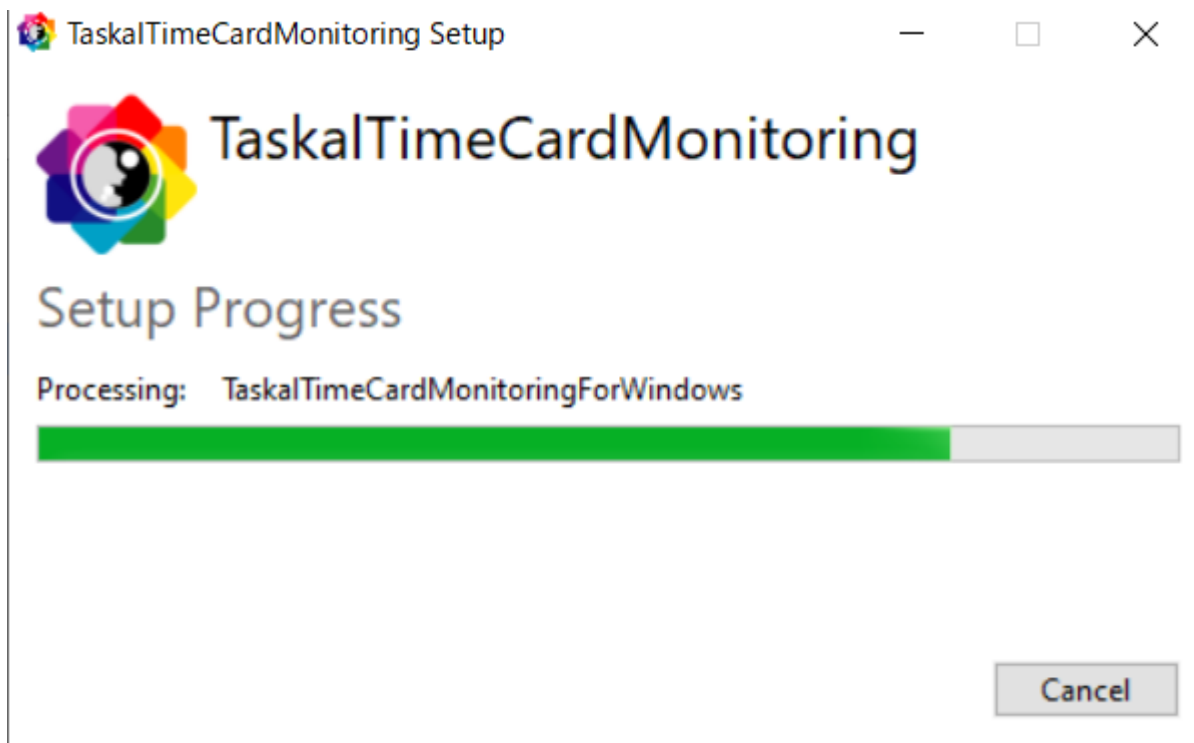 TaskalTimeCardMonitoring Setup
TaskalTimeCardMonitoring
Setup Progress
Processing: TaskalTimeCardMonitoringForWindows
Cancel